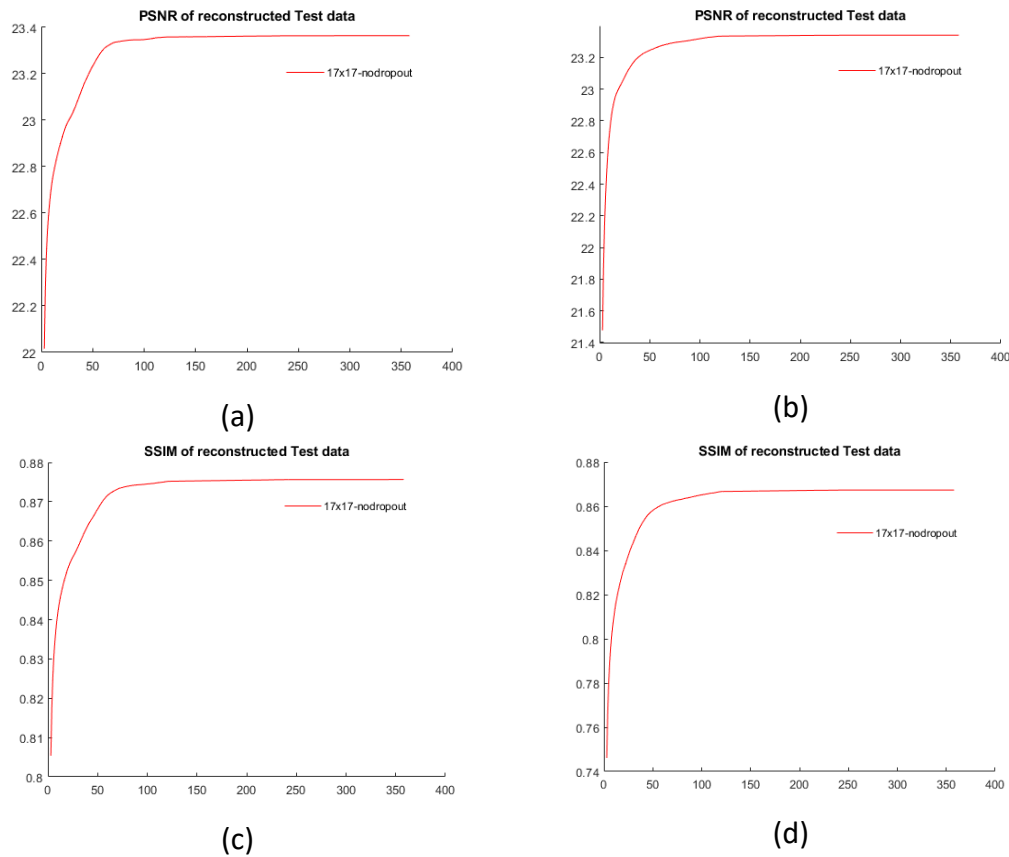 PSNR of reconstructed Test data
23.4
23.2
23
22.8
22.6
22.4
22.2
22
0 50 100 150 200 250 300 350 400
17x17-nodropout
(a)
PSNR of reconstructed Test data
23.2
23
22.8
22.6
22.4
22.2
22
21.8
21.6
21.4
0 50 100 150 200 250 300 350 400
17x17-nodropout
(b)
SSIM of reconstructed Test data
0.88
0.87
0.86
0.85
0.84
0.83
0.82
0.81
0.8
0 50 100 150 200 250 300 350 400
17x17-nodropout
(c)
SSIM of reconstructed Test data
0.88
0.86
0.84
0.82
0.8
0.78
0.76
0.74
0 50 100 150 200 250 300 350 400
17x17-nodropout
(d)